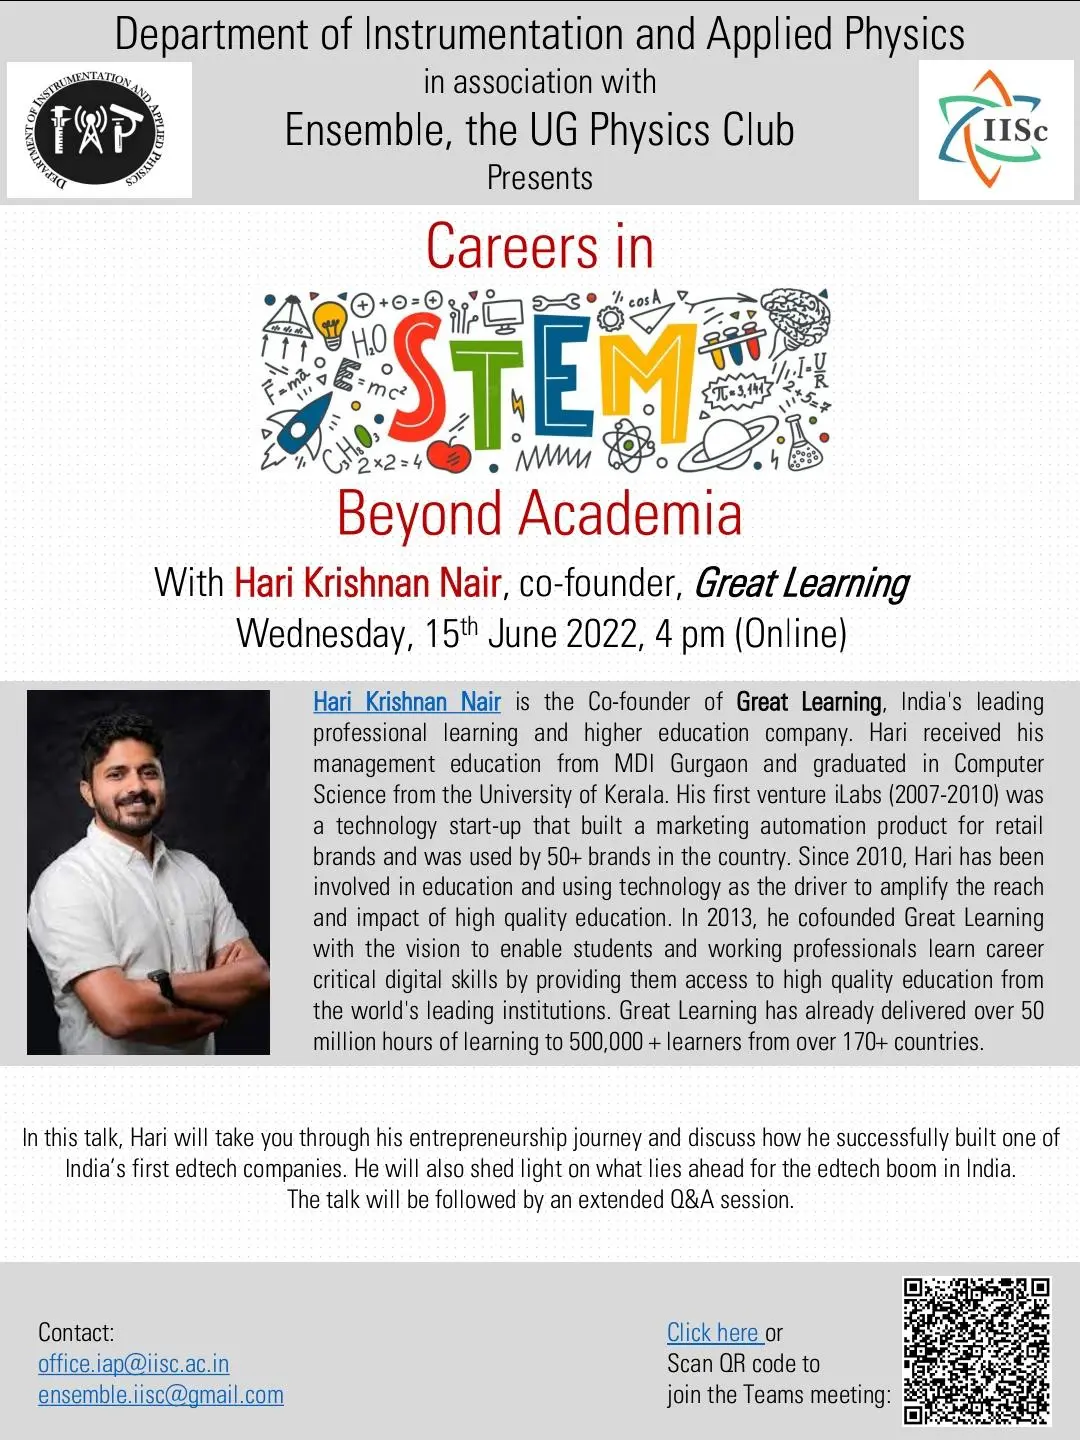 Department of Instrumentation and Applied Physics
in association with
Ensemble, the UG Physics Club
Presents
DEPARTMENT OF INSTRUMENTATION AND APPLIED PHYSICS
IAP
IISc
Careers in
STEM
H₂O
cos A
F=ma
E=mc²
π=3,141
I=U/R
2+5=7
C₃H₈O₃
2×2=4
Beyond Academia
With Hari Krishnan Nair, co-founder, Great Learning
Wednesday, 15th June 2022, 4 pm (Online)
Hari Krishnan Nair is the Co-founder of Great Learning, India's leading
professional learning and higher education company. Hari received his
management education from MDI Gurgaon and graduated in Computer
Science from the University of Kerala. His first venture iLabs (2007-2010) was
a technology start-up that built a marketing automation product for retail
brands and was used by 50+ brands in the country. Since 2010, Hari has been
involved in education and using technology as the driver to amplify the reach
and impact of high quality education. In 2013, he cofounded Great Learning
with the vision to enable students and working professionals learn career
critical digital skills by providing them access to high quality education from
the world's leading institutions. Great Learning has already delivered over 50
million hours of learning to 500,000 + learners from over 170+ countries.
In this talk, Hari will take you through his entrepreneurship journey and discuss how he successfully built one of
India’s first edtech companies. He will also shed light on what lies ahead for the edtech boom in India.
The talk will be followed by an extended Q&A session.
Contact:
office.iap@iisc.ac.in
ensemble.iisc@gmail.com
Click here or
Scan QR code to
join the Teams meeting: